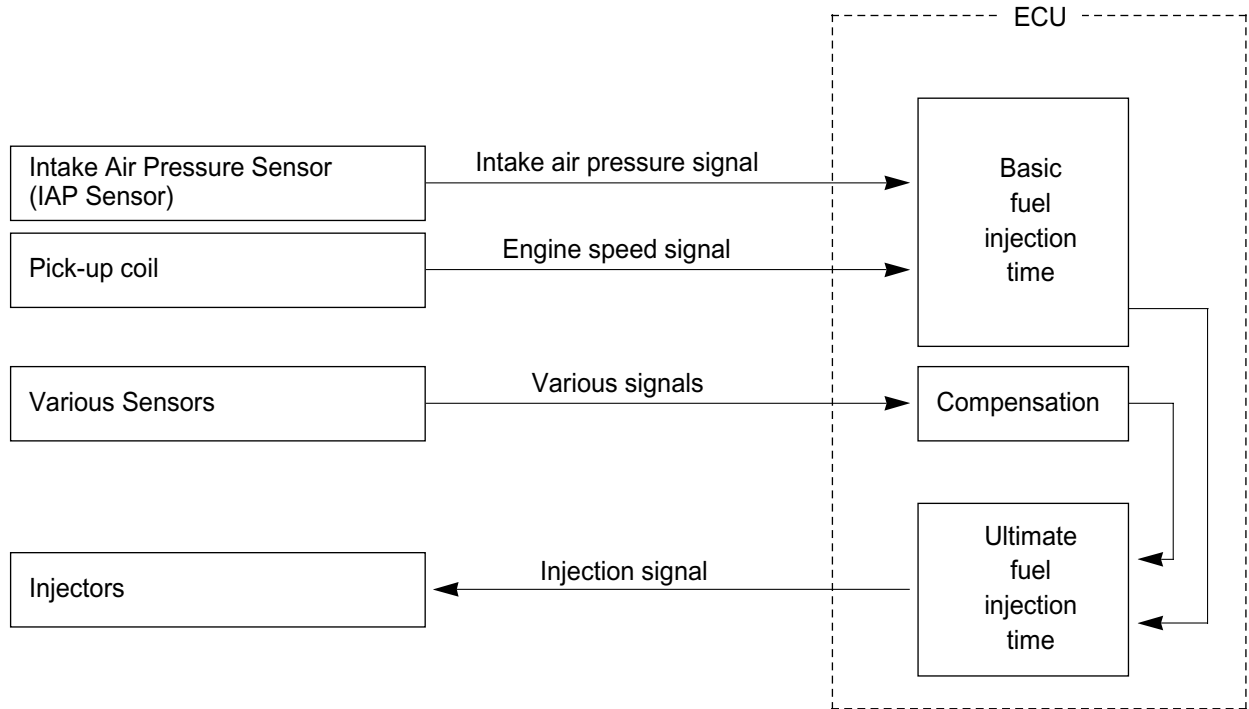 ECU
Intake Air Pressure Sensor
(IAP Sensor)
Intake air pressure signal
Basic
fuel
injection
time
Pick-up coil
Engine speed signal
Various Sensors
Various signals
Compensation
Injectors
Injection signal
Ultimate
fuel
injection
time